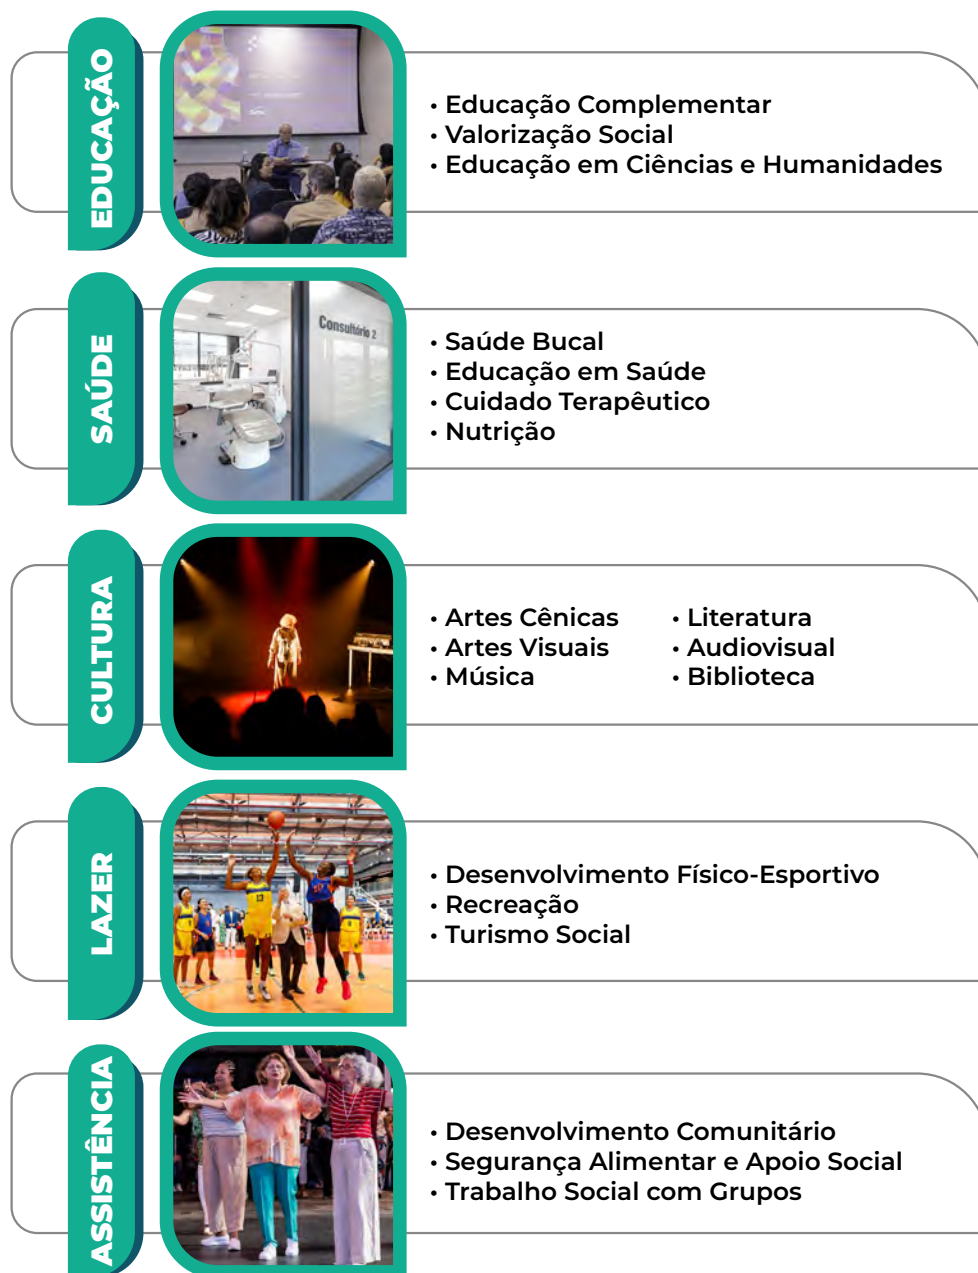 EDUCAÇÃO
• Educação Complementar
• Valorização Social
• Educação em Ciências e Humanidades
SAÚDE
Consultório 2
• Saúde Bucal
• Educação em Saúde
• Cuidado Terapêutico
• Nutrição
CULTURA
• Artes Cênicas
• Artes Visuais
• Música
• Literatura
• Audiovisual
• Biblioteca
LAZER
13
• Desenvolvimento Físico-Esportivo
• Recreação
• Turismo Social
ASSISTÊNCIA
• Desenvolvimento Comunitário
• Segurança Alimentar e Apoio Social
• Trabalho Social com Grupos